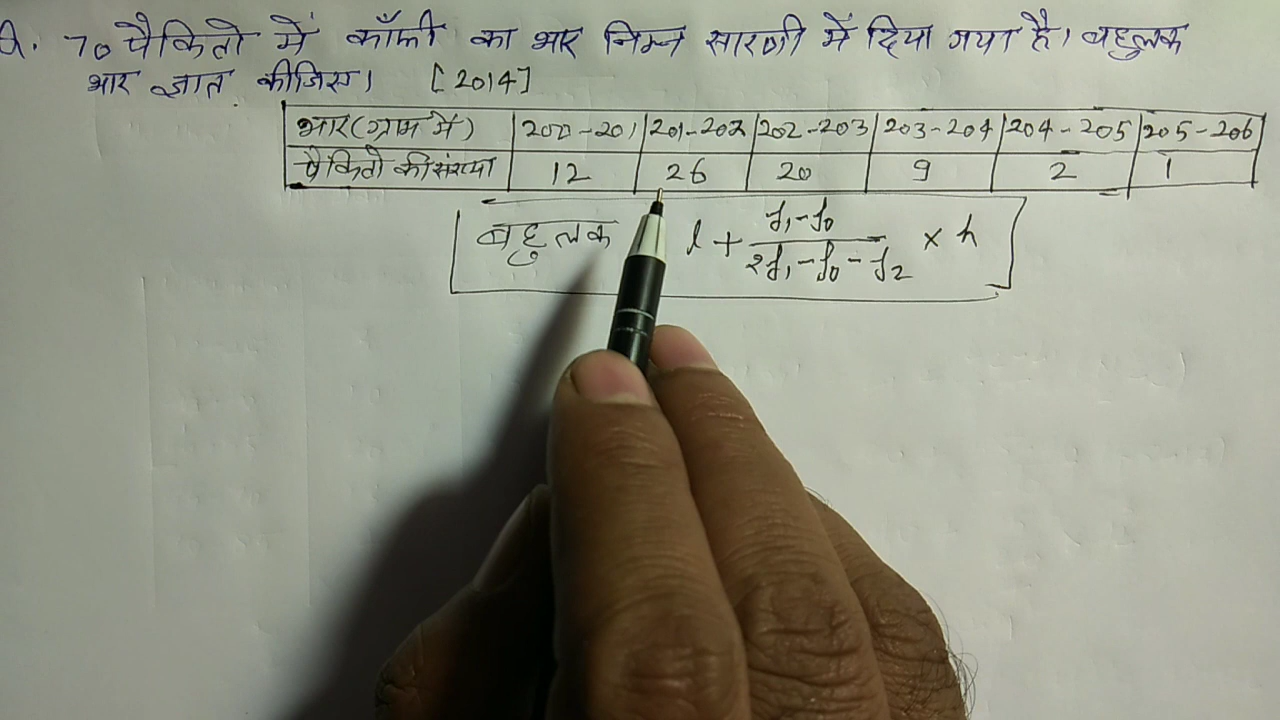 Q. 70 पैकितो में कॉफी का भार निम्न सारणी में दिया गया है। बहुलक
भार ज्ञात कीजिए। [2014]
भार(ग्राम में) 200-201 201-202 202-203 203-204 204-205 205-206
पैकितो की संख्या 12 26 20 9 2 1
बहुलक l + f₁-f₀ / 2f₁-f₀-f₂ × h